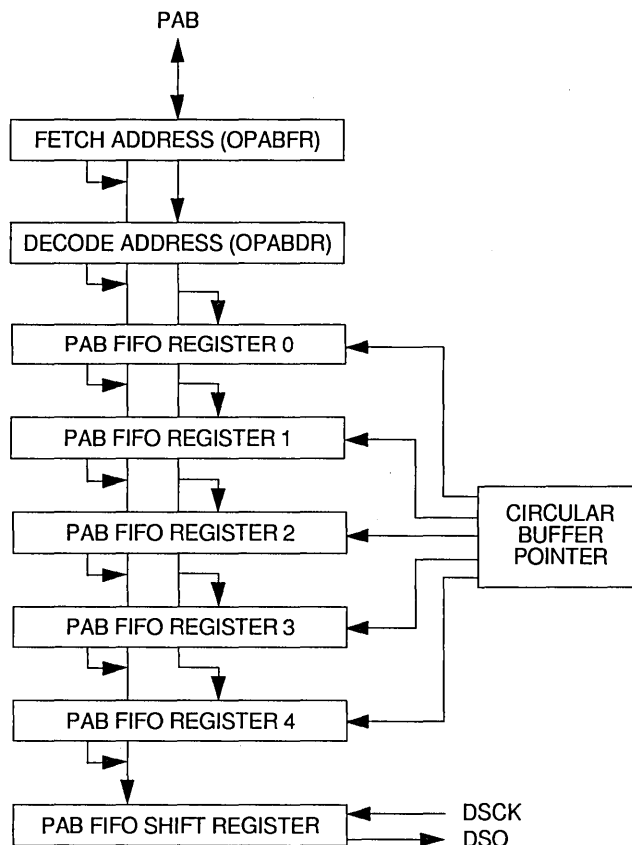 PAB
FETCH ADDRESS (OPABFR)
DECODE ADDRESS (OPABDR)
PAB FIFO REGISTER 0
PAB FIFO REGISTER 1
PAB FIFO REGISTER 2
PAB FIFO REGISTER 3
PAB FIFO REGISTER 4
CIRCULAR
BUFFER
POINTER
PAB FIFO SHIFT REGISTER
DSCK
DSO